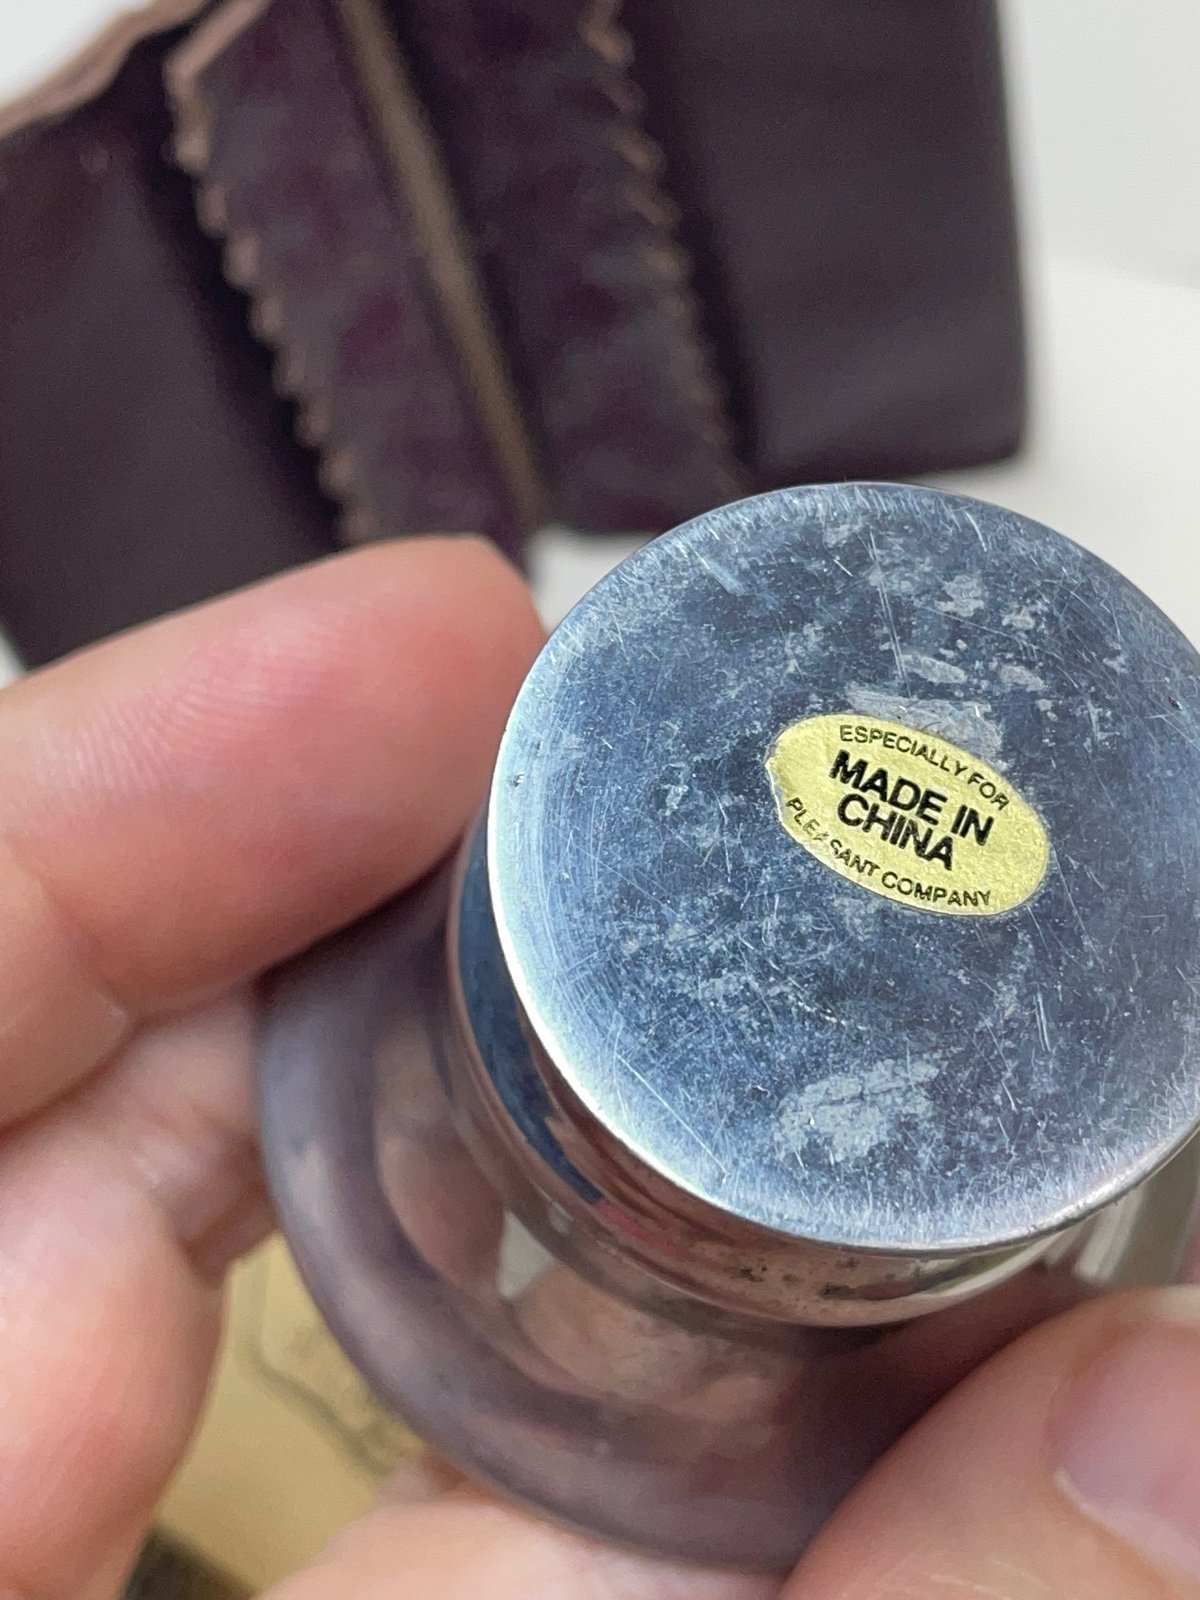 ESPECIALLY FOR
MADE IN
CHINA
PLEASANT COMPANY